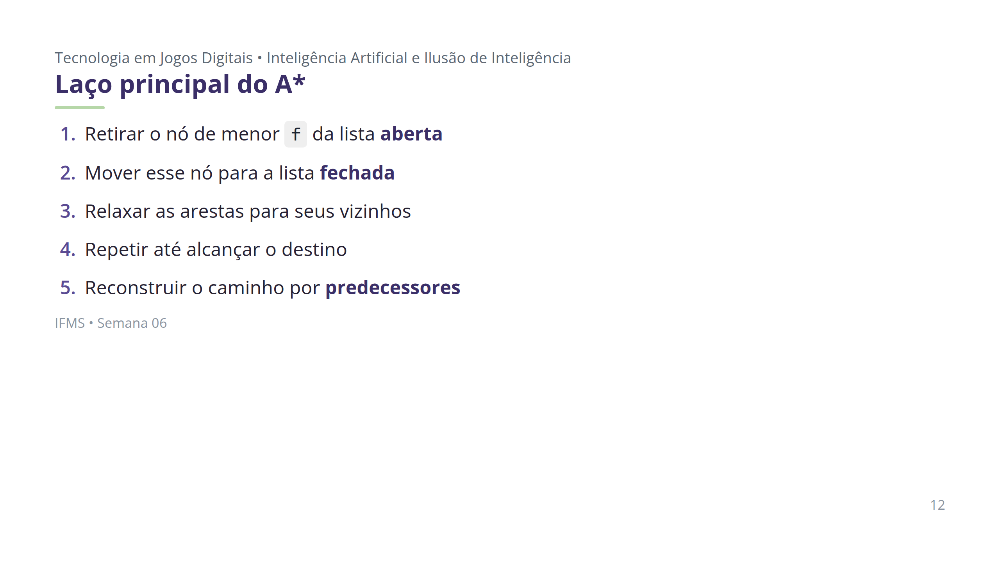 Tecnologia em Jogos Digitais • Inteligência Artificial e Ilusão de Inteligência
Laço principal do A*
1. Retirar o nó de menor f da lista aberta
2. Mover esse nó para a lista fechada
3. Relaxar as arestas para seus vizinhos
4. Repetir até alcançar o destino
5. Reconstruir o caminho por predecessores
IFMS • Semana 06
12